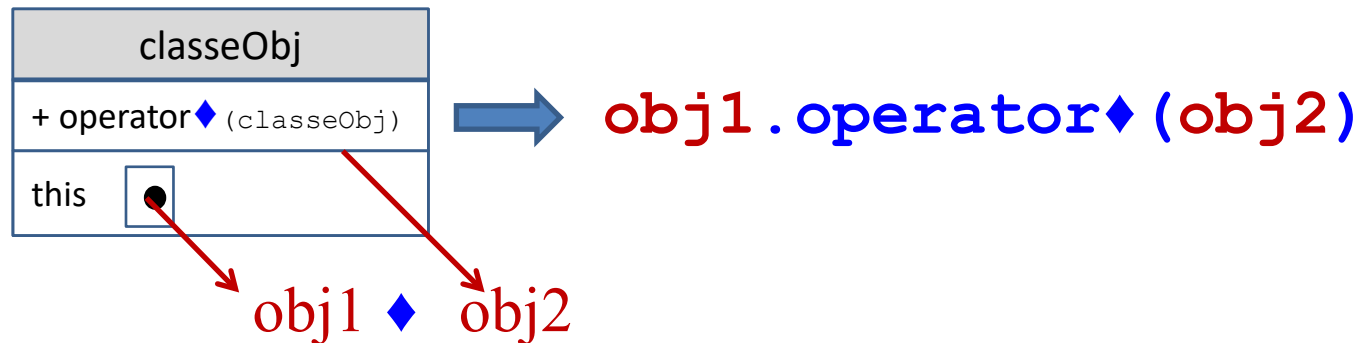 classeObj
+ operator♦(classeObj)
obj1.operator♦(obj2)
this
obj1 ♦ obj2